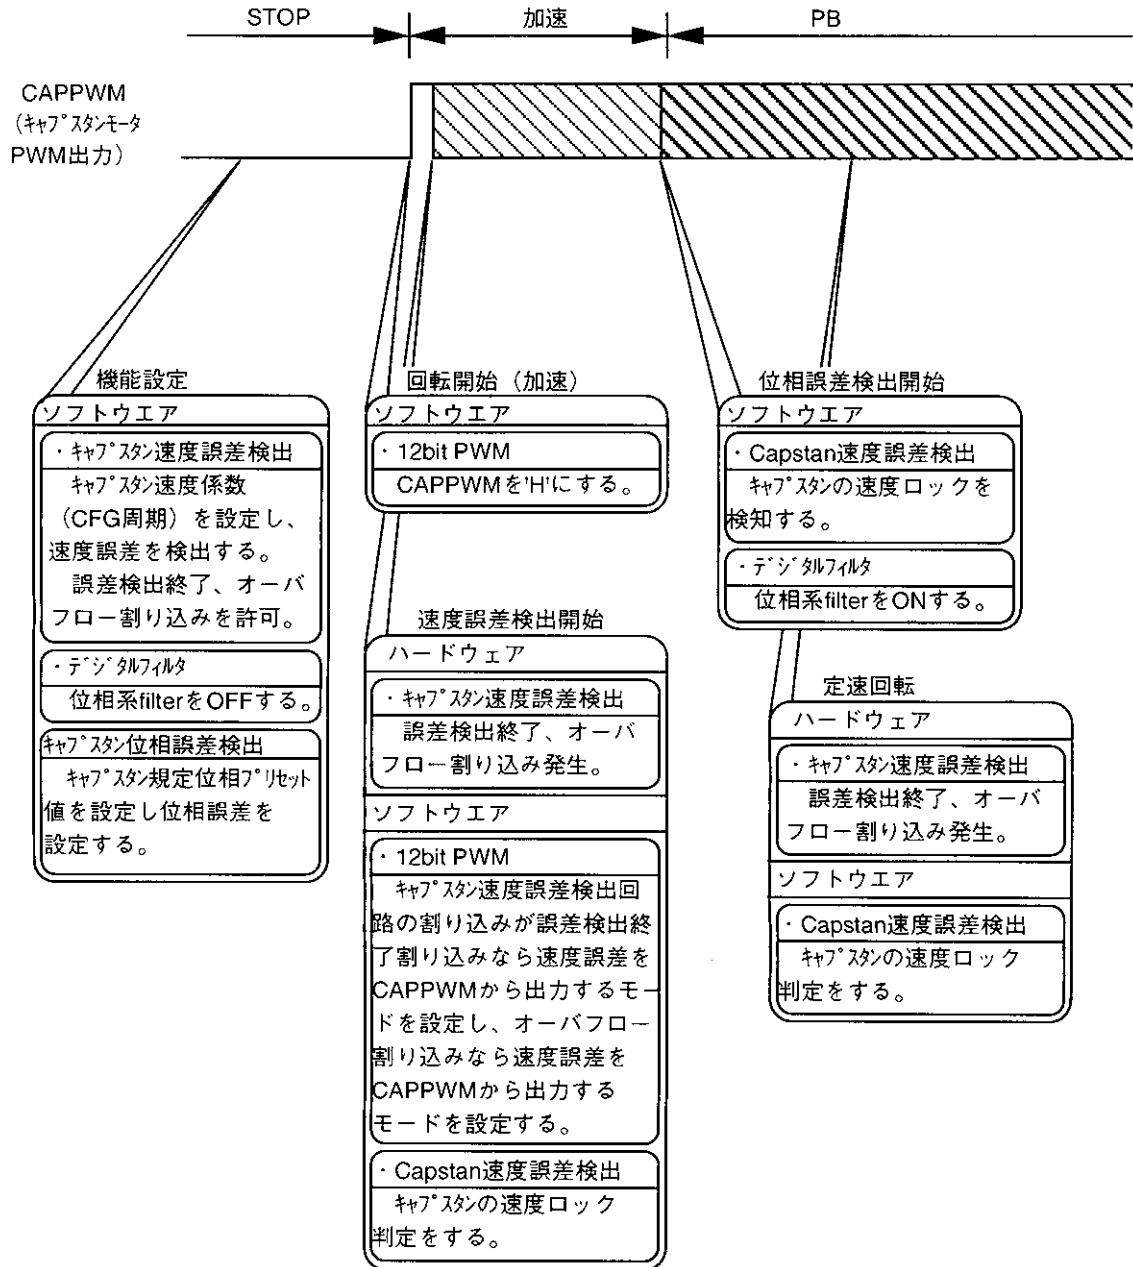 STOP
加速
PB
CAPPWM
（ｷｬﾌﾟｽﾀﾝﾓｰﾀ
PWM出力）
機能設定
ソフトウエア
・ｷｬﾌﾟｽﾀﾝ速度誤差検出
ｷｬﾌﾟｽﾀﾝ速度係数
（CFG周期）を設定し、
速度誤差を検出する。
誤差検出終了、オーバ
フロー割り込みを許可。
・ﾃﾞｼﾞﾀﾙﾌｨﾙﾀ
位相系filterをOFFする。
ｷｬﾌﾟｽﾀﾝ位相誤差検出
ｷｬﾌﾟｽﾀﾝ規定位相ﾌﾟﾘｾｯﾄ
値を設定し位相誤差を
設定する。
回転開始（加速）
ソフトウエア
・12bit PWM
CAPPWMを'H'にする。
速度誤差検出開始
ハードウェア
・ｷｬﾌﾟｽﾀﾝ速度誤差検出
誤差検出終了、オーバ
フロー割り込み発生。
ソフトウエア
・12bit PWM
ｷｬﾌﾟｽﾀﾝ速度誤差検出回
路の割り込みが誤差検出終
了割り込みなら速度誤差を
CAPPWMから出力するモー
ドを設定し、オーバフロー
割り込みなら速度誤差を
CAPPWMから出力する
モードを設定する。
・Capstan速度誤差検出
ｷｬﾌﾟｽﾀﾝの速度ロック
判定をする。
位相誤差検出開始
ソフトウエア
・Capstan速度誤差検出
ｷｬﾌﾟｽﾀﾝの速度ロックを
検知する。
・ﾃﾞｼﾞﾀﾙﾌｨﾙﾀ
位相系filterをONする。
定速回転
ハードウェア
・ｷｬﾌﾟｽﾀﾝ速度誤差検出
誤差検出終了、オーバ
フロー割り込み発生。
ソフトウエア
・Capstan速度誤差検出
ｷｬﾌﾟｽﾀﾝの速度ロック
判定をする。